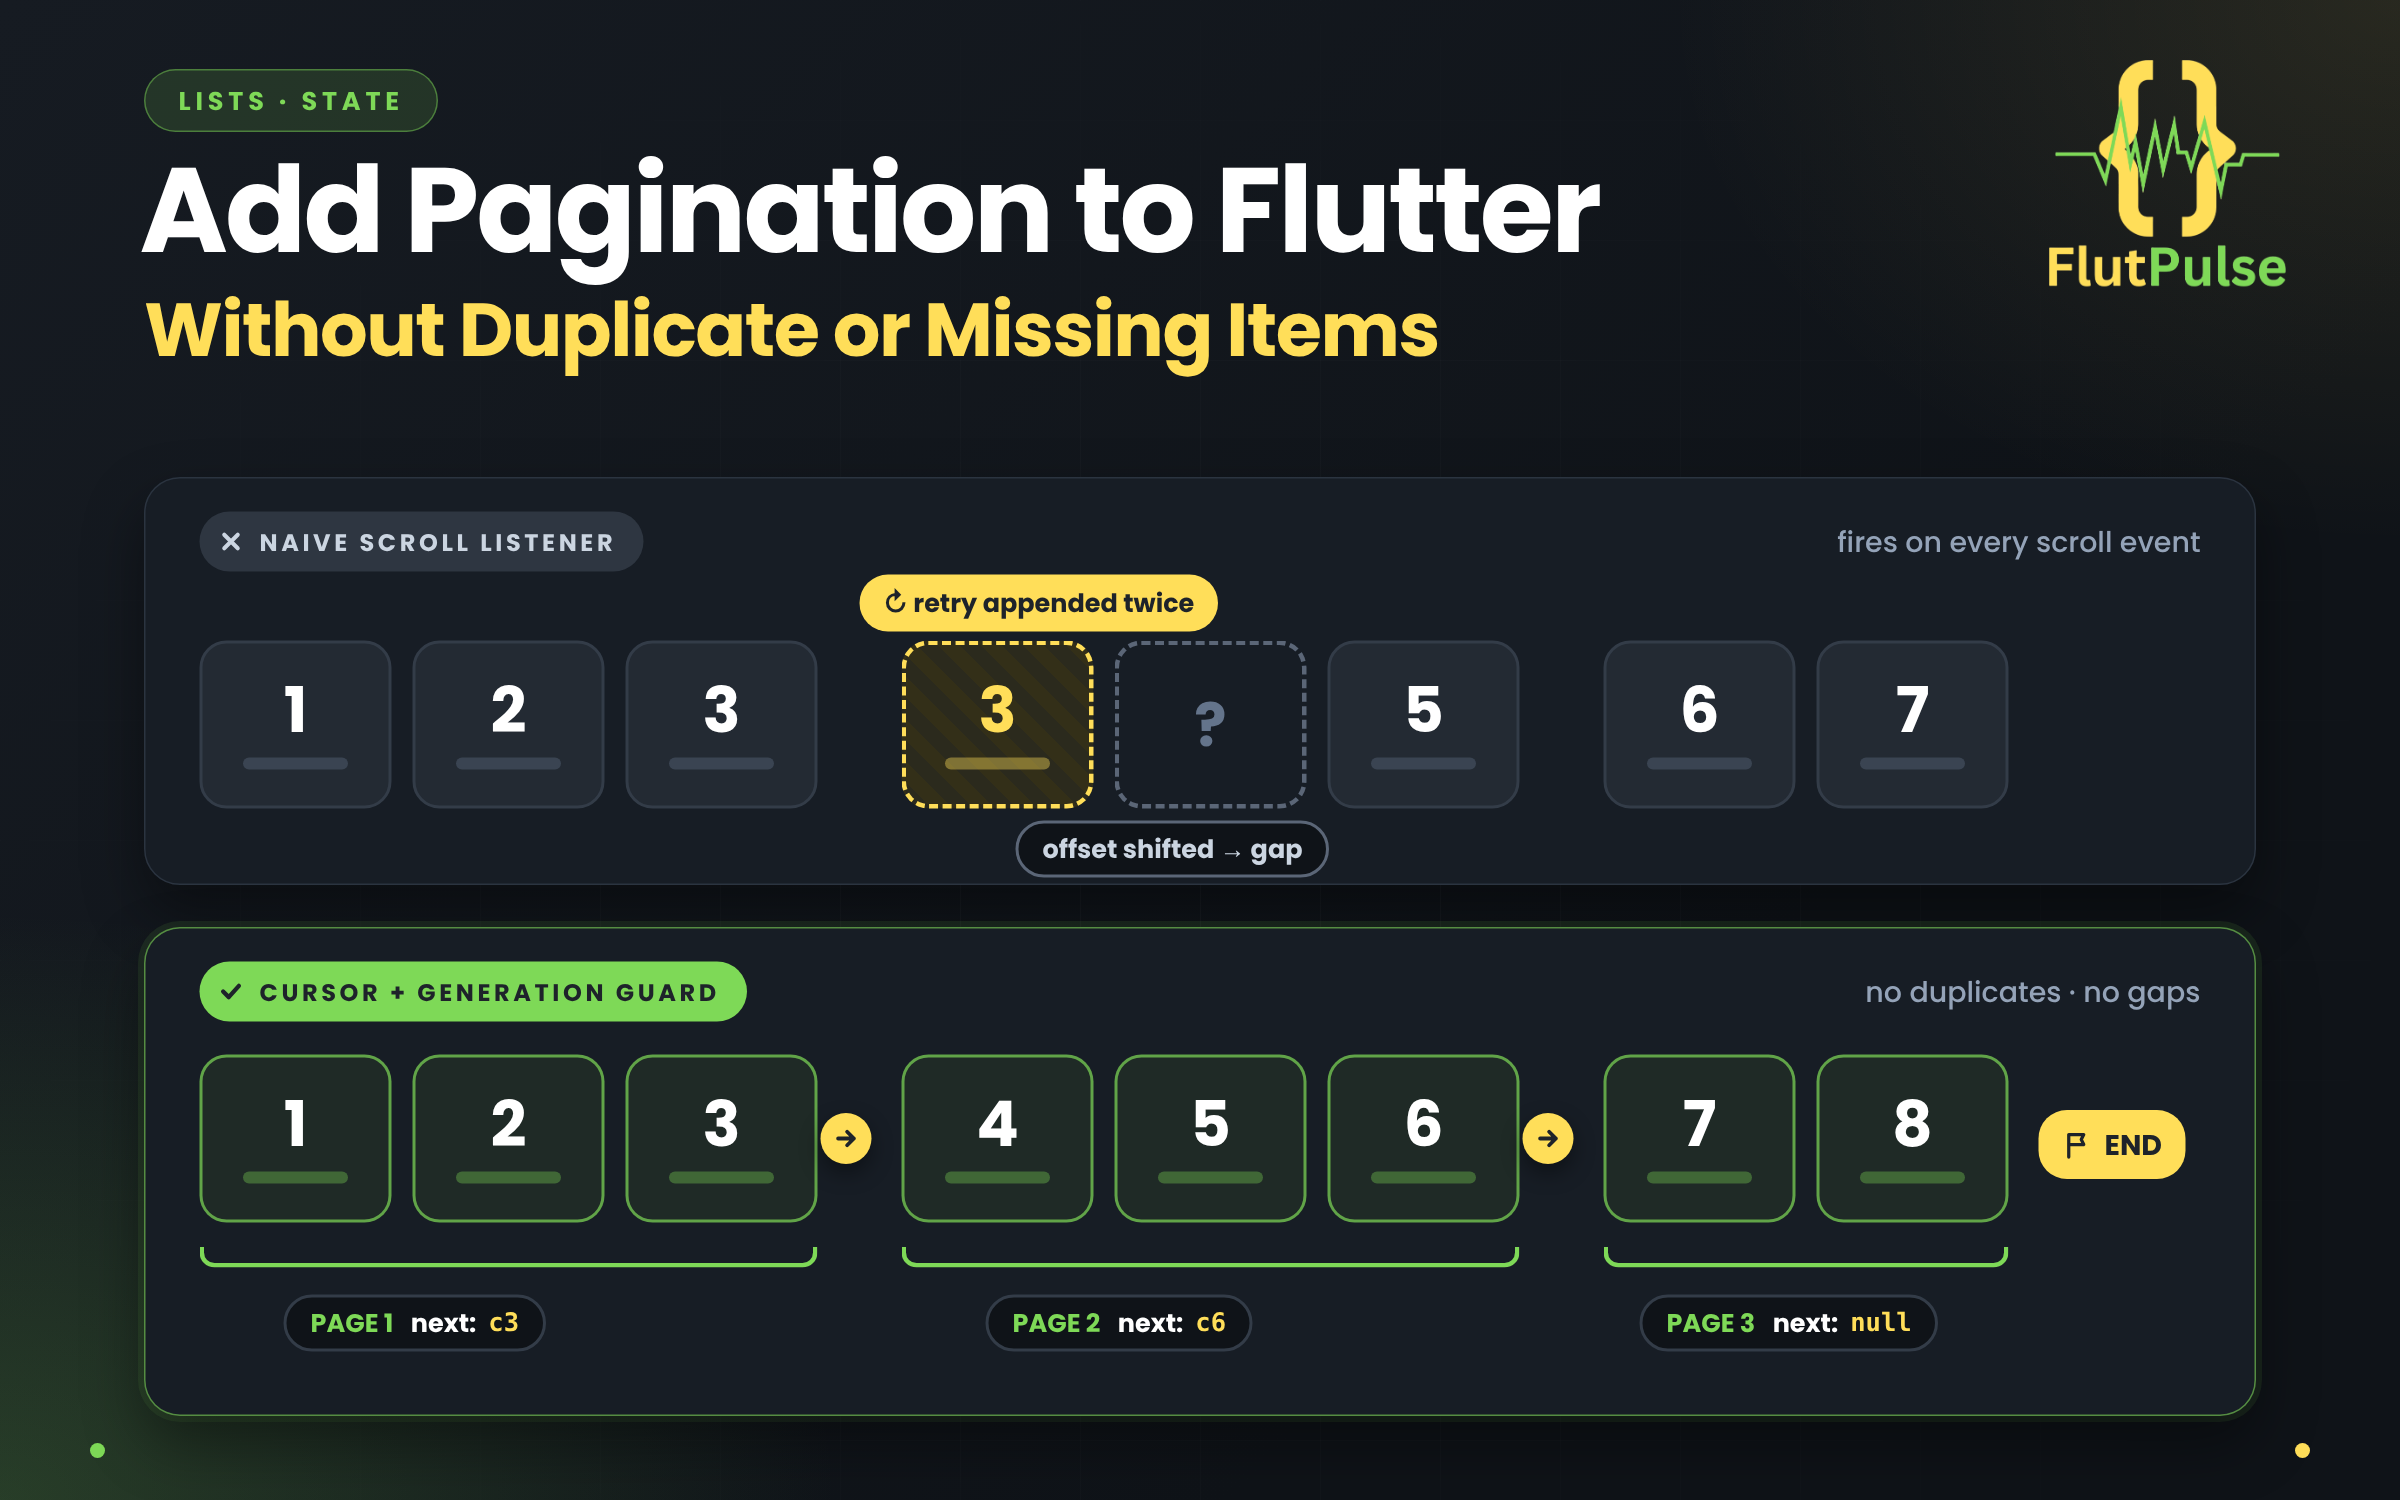 LISTS · STATE
Add Pagination to Flutter
Without Duplicate or Missing Items
FlutPulse
NAIVE SCROLL LISTENER
fires on every scroll event
retry appended twice
1 2 3 3 ? 5 6 7
offset shifted → gap
CURSOR + GENERATION GUARD
no duplicates · no gaps
1 2 3 4 5 6 7 8 END
PAGE 1 next: c3
PAGE 2 next: c6
PAGE 3 next: null